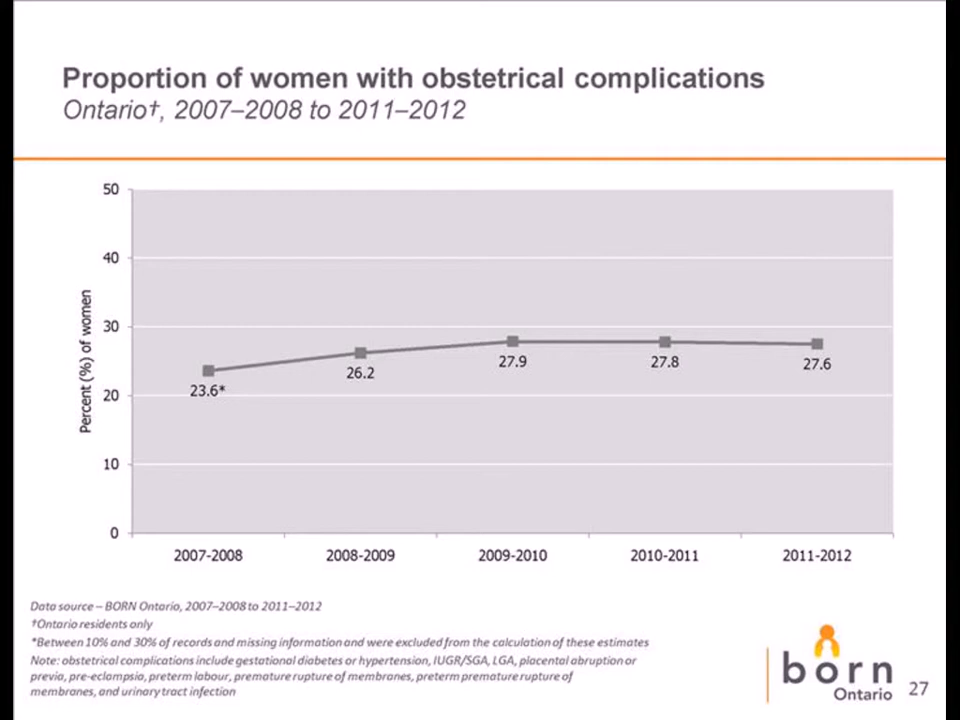 Proportion of women with obstetrical complications
Ontario†, 2007–2008 to 2011–2012
50
40
30
20
10
0
Percent (%) of women
23.6*
26.2
27.9
27.8
27.6
2007-2008
2008-2009
2009-2010
2010-2011
2011-2012
Data source – BORN Ontario, 2007–2008 to 2011–2012
†Ontario residents only
*Between 10% and 30% of records and missing information and were excluded from the calculation of these estimates
Note: obstetrical complications include gestational diabetes or hypertension, IUGR/SGA, LGA, placental abruption or
previa, pre-eclampsia, preterm labour, premature rupture of membranes, preterm premature rupture of
membranes, and urinary tract infection
born
Ontario
27